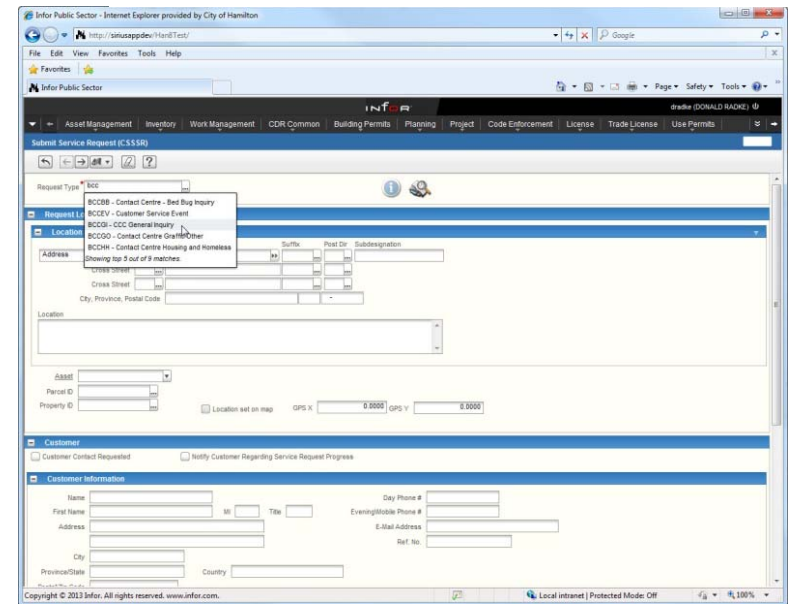 Infor Public Sector - Internet Explorer provided by City of Hamilton
http://siriusappdev/Han8Test/
Google
File Edit View Favorites Tools Help
Favorites
Infor Public Sector
Page Safety Tools
infor
dradke (DONALD RADKE)
Asset Management Inventory Work Management CDR Common Building Permits Planning Project Code Enforcement License Trade License Use Permits
Submit Service Request (CSSSR)
Request Type * bcc
BCCBB - Contact Centre - Bed Bug Inquiry
BCCEV - Customer Service Event
BCCGI - CCC General Inquiry
BCCGO - Contact Centre Graffiti Other
BCCHH - Contact Centre Housing and Homeless
Showing top 5 out of 9 matches.
Request
Location
Suffix Post Dir Subdesignation
Address
Cross Street
Cross Street
City, Province, Postal Code -
Location
Asset
Parcel ID
Property ID Location set on map GPS X 0.0000 GPS Y 0.0000
Customer
Customer Contact Requested Notify Customer Regarding Service Request Progress
Customer Information
Name Day Phone #
First Name MI Title Evening/Mobile Phone #
Address E-Mail Address
Ref. No.
City
Province/State Country
Copyright © 2013 Infor. All rights reserved. www.infor.com.
Local intranet | Protected Mode: Off 100%